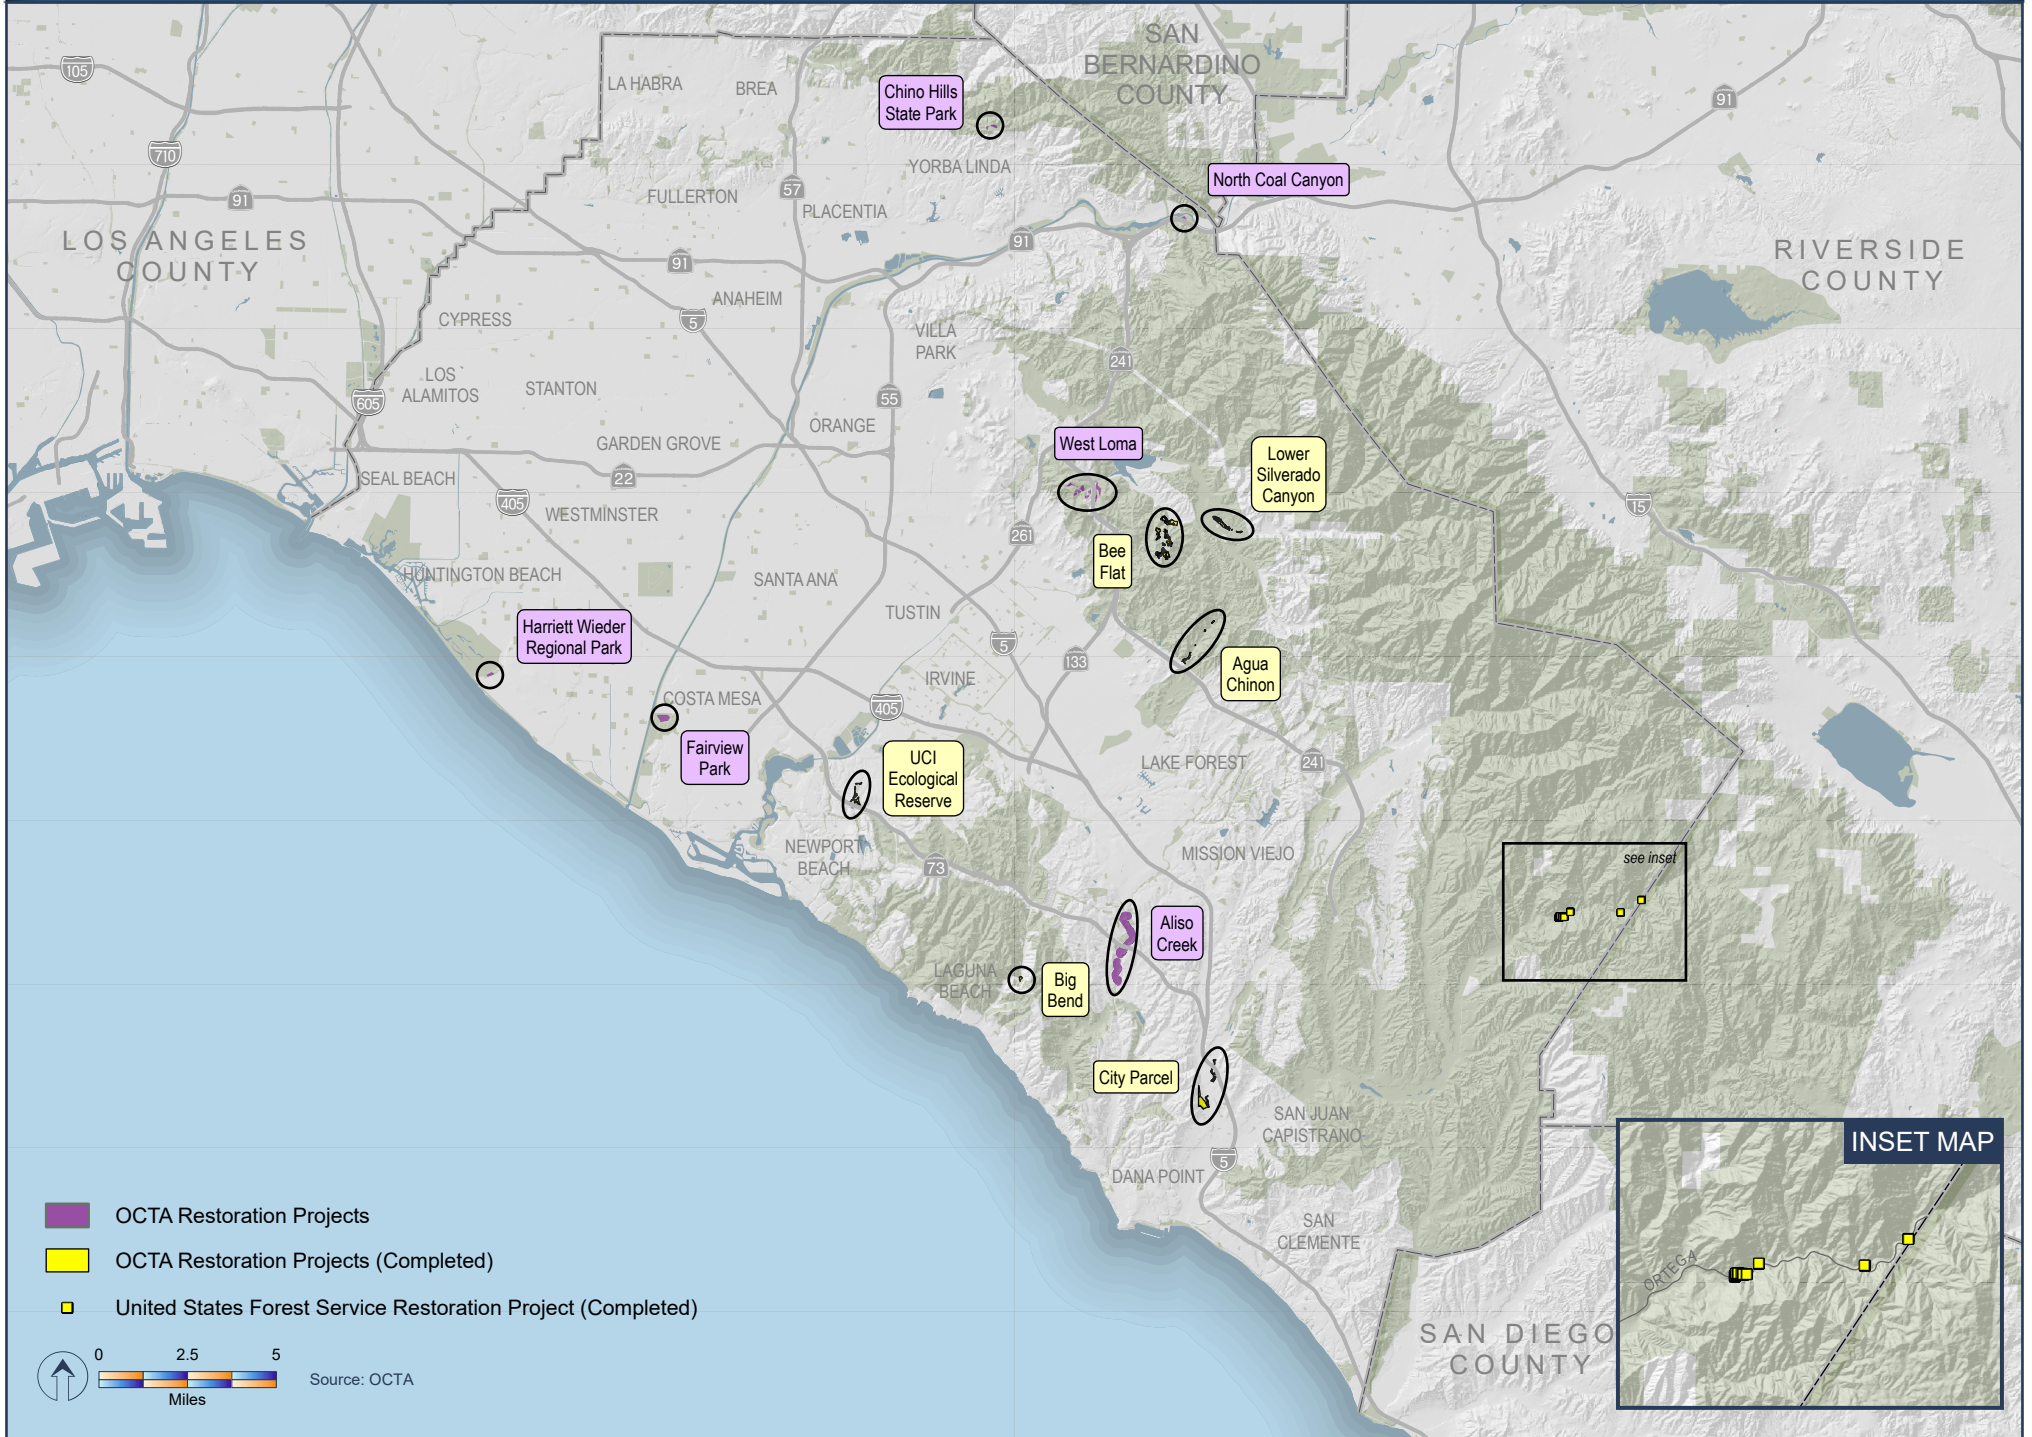 SAN
BERNARDINO
COUNTY
105
LA HABRA
BREA
Chino Hills
State Park
91
710
YORBA LINDA
North Coal Canyon
91
FULLERTON
57
PLACENTIA
LOS ANGELES
COUNTY
91
91
RIVERSIDE
COUNTY
ANAHEIM
CYPRESS
5
VILLA
PARK
241
LOS
ALAMITOS
STANTON
605
55
ORANGE
GARDEN GROVE
West Loma
Lower
Silverado
Canyon
SEAL BEACH
22
405
WESTMINSTER
15
261
Bee
Flat
HUNTINGTON BEACH
SANTA ANA
TUSTIN
Harriett Wieder
Regional Park
5
133
Agua
Chinon
IRVINE
COSTA MESA
405
Fairview
Park
UCI
Ecological
Reserve
LAKE FOREST
241
NEWPORT
BEACH
73
MISSION VIEJO
see inset
Aliso
Creek
LAGUNA
BEACH
Big
Bend
City Parcel
SAN JUAN
CAPISTRANO
5
DANA POINT
INSET MAP
SAN
CLEMENTE
ORTEGA
SAN DIEGO
COUNTY
OCTA Restoration Projects
OCTA Restoration Projects (Completed)
United States Forest Service Restoration Project (Completed)
0 2.5 5
Miles
Source: OCTA